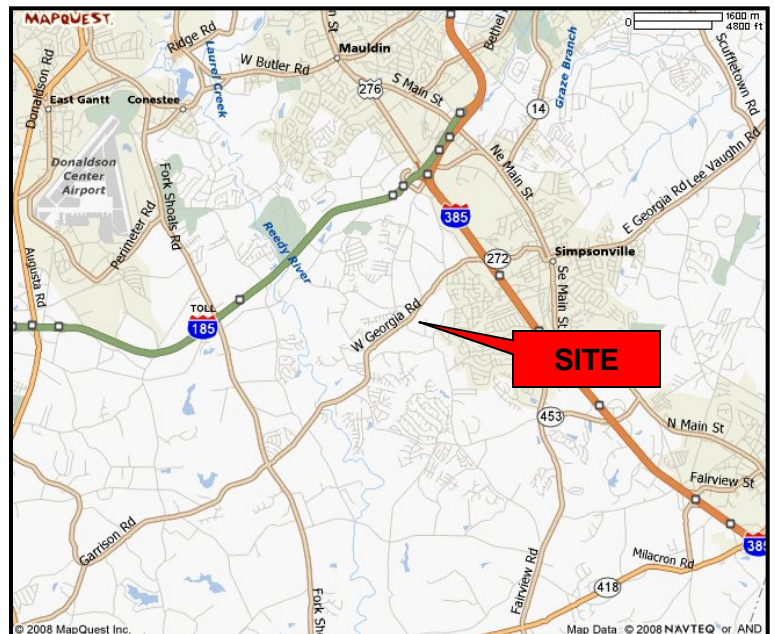 MAPQUEST.
1600 m
0
4800 ft
Ridge Rd
Laurel Creek
W Butler Rd
Mauldin
n St
Bethel
Graze Branch
Scuffletown Rd
Donaldson Rd
East Gantt
Conestee
276
S Main St
14
Donaldson
Center
Airport
Fork Shoals Rd
Ne Main St
Lee Vaughn Rd
E Georgia Rd
Perimeter Rd
385
Reedy River
272
Simpsonville
Augusta Rd
Se Main St
TOLL
185
W Georgia Rd
SITE
453
N Main St
Fairview St
Garrison Rd
385
Milacron Rd
Fairview Rd
418
Fork Shoals
© 2008 MapQuest Inc.
Map Data © 2008 NAVTEQ or AND